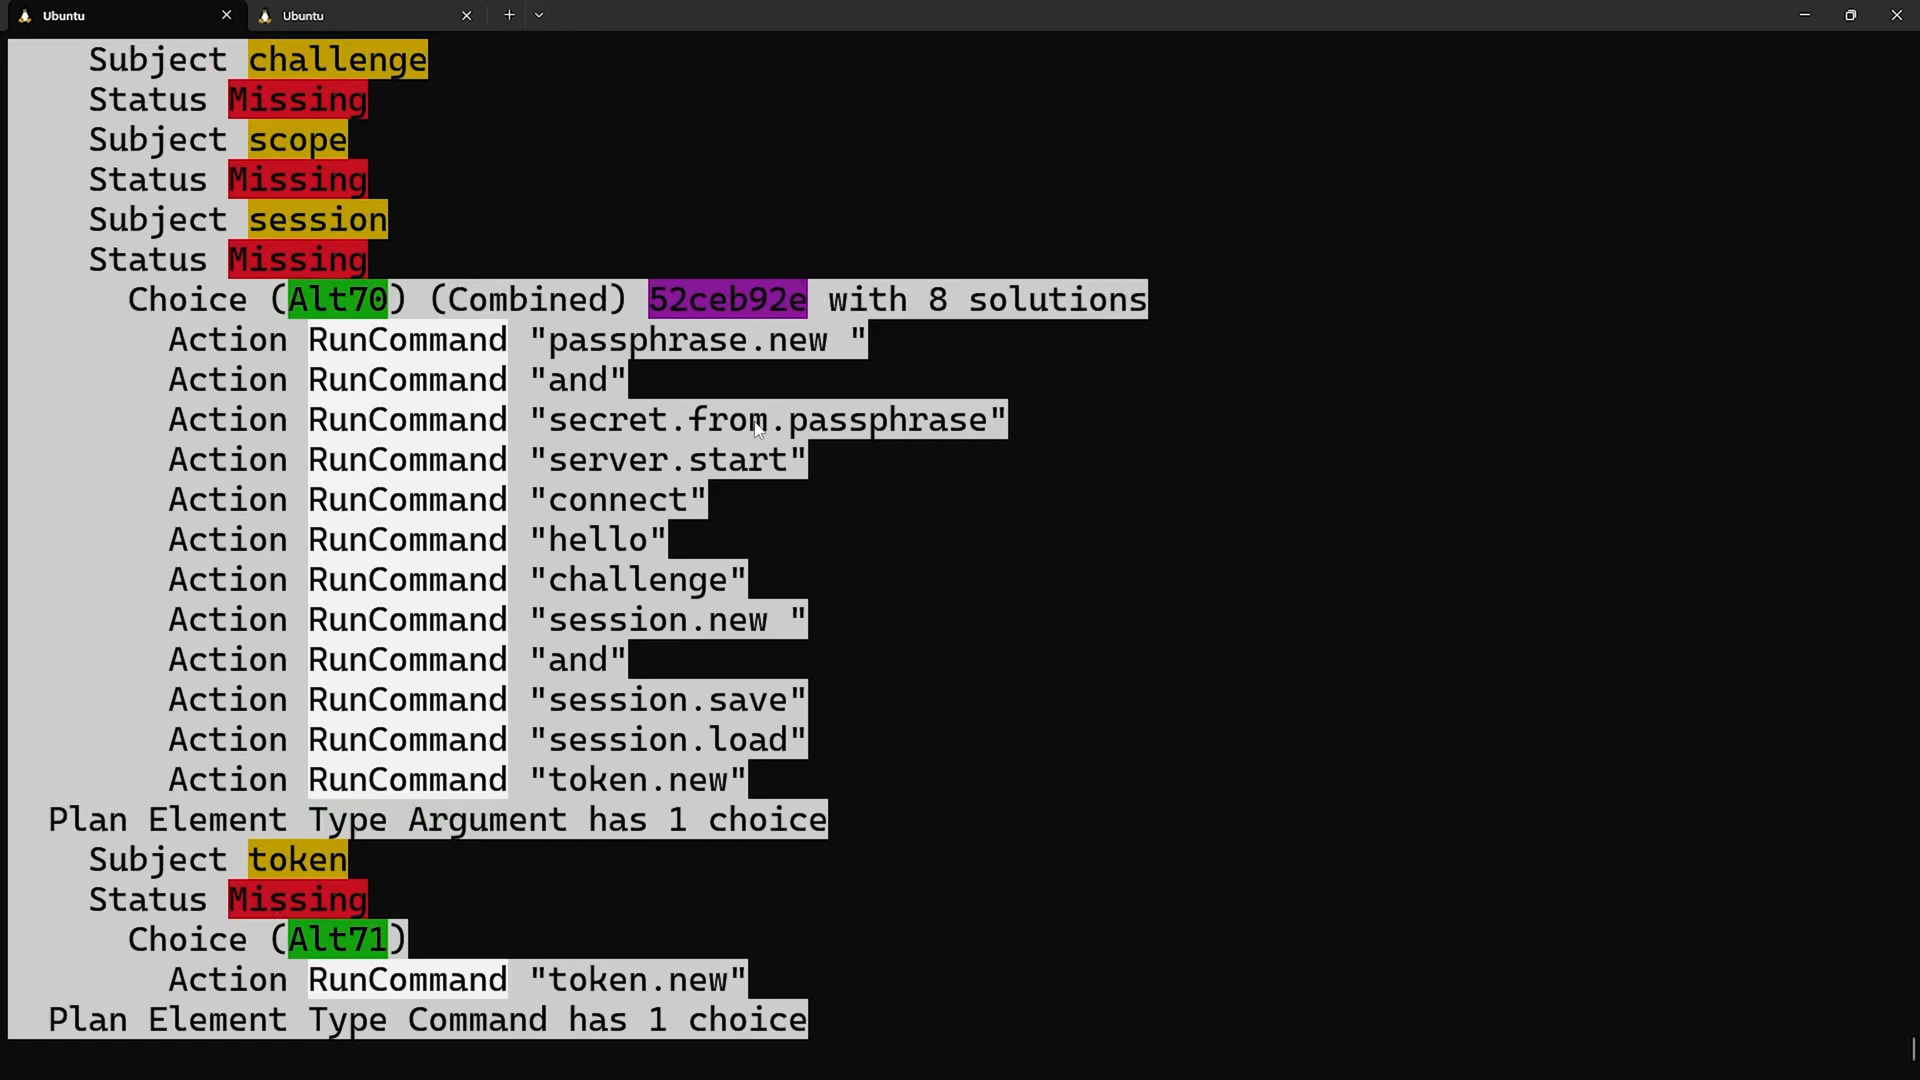 Ubuntu
Ubuntu
Subject challenge
Status Missing
Subject scope
Status Missing
Subject session
Status Missing
Choice (Alt70) (Combined) 52ceb92e with 8 solutions
Action RunCommand "passphrase.new "
Action RunCommand "and"
Action RunCommand "secret.from.passphrase"
Action RunCommand "server.start"
Action RunCommand "connect"
Action RunCommand "hello"
Action RunCommand "challenge"
Action RunCommand "session.new "
Action RunCommand "and"
Action RunCommand "session.save"
Action RunCommand "session.load"
Action RunCommand "token.new"
Plan Element Type Argument has 1 choice
Subject token
Status Missing
Choice (Alt71)
Action RunCommand "token.new"
Plan Element Type Command has 1 choice